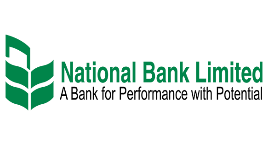 National Bank Limited
A Bank for Performance with Potential